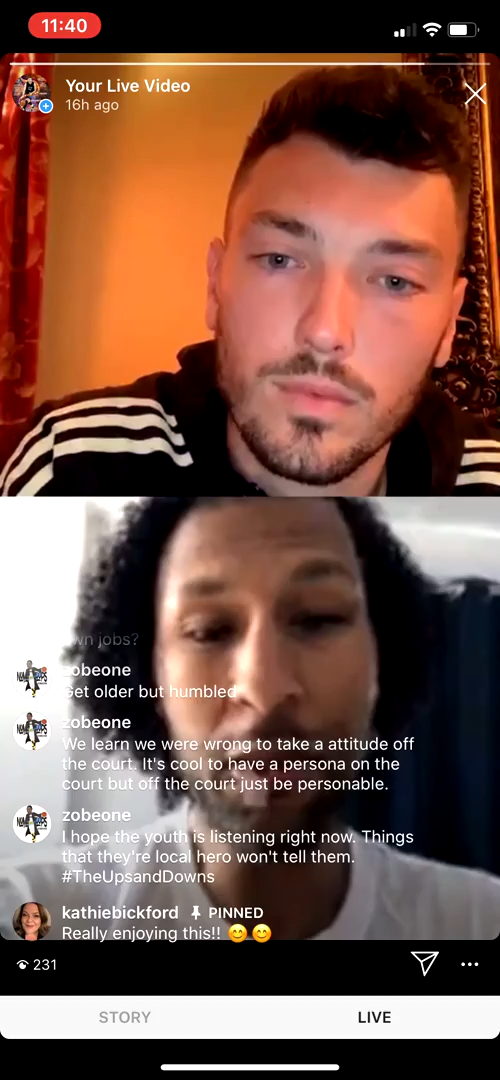 11:40
Your Live Video
16h ago
wn jobs?
zobeone
Get older but humbled
zobeone
We learn we were wrong to take a attitude off
the court. It's cool to have a persona on the
court but off the court just be personable.
zobeone
I hope the youth is listening right now. Things
that they're local hero won't tell them.
#TheUpsandDowns
kathiebickford PINNED
Really enjoying this!! 😊😊
231
STORY LIVE